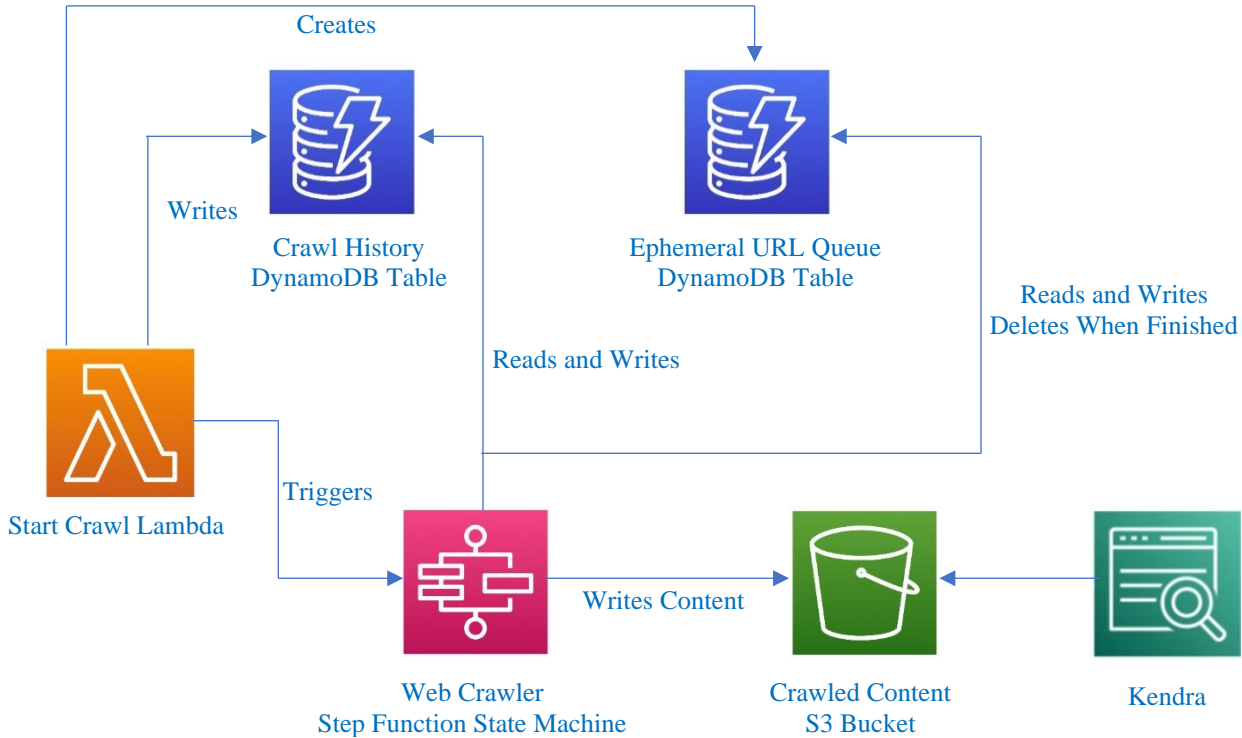 Creates
Writes
Crawl History
DynamoDB Table
Ephemeral URL Queue
DynamoDB Table
Reads and Writes
Deletes When Finished
Reads and Writes
Start Crawl Lambda
Triggers
Writes Content
Web Crawler
Step Function State Machine
Crawled Content
S3 Bucket
Kendra